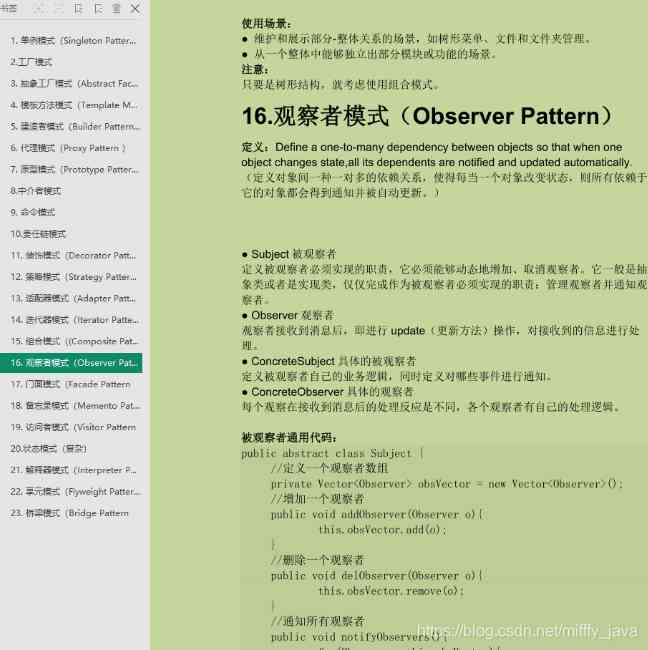 书签
1. 单例模式（Singleton Patter...
2.工厂模式
3. 抽象工厂模式（Abstract Fac...
4. 模板方法模式（Template M...
5. 建造者模式（Builder Pattern...
6. 代理模式（Proxy Pattern ）
7. 原型模式（Prototype Patter...
8.中介者模式
9. 命令模式
10.责任链模式
11. 装饰模式（Decorator Patt...
12. 策略模式（Strategy Patter...
13. 适配器模式（Adapter Patt...
14. 迭代器模式（Iterator Patte...
15. 组合模式（(Composite Pat...
16. 观察者模式（Observer Pat...
17. 门面模式（Facade Pattern
18. 备忘录模式（Memento Pat...
19. 访问者模式（Visitor Pattern
20.状态模式（复杂）
21. 解释器模式（Interpreter P...
22. 享元模式（Flyweight Patter...
23. 桥梁模式（Bridge Pattern
使用场景：
● 维护和展示部分-整体关系的场景，如树形菜单、文件和文件夹管理。
● 从一个整体中能够独立出部分模块或功能的场景。
注意：
只要是树形结构，就考虑使用组合模式。
16.观察者模式（Observer Pattern）
定义：Define a one-to-many dependency between objects so that when one
object changes state,all its dependents are notified and updated automatically.
（定义对象间一种一对多的依赖关系，使得每当一个对象改变状态，则所有依赖于
它的对象都会得到通知并被自动更新。）
● Subject 被观察者
定义被观察者必须实现的职责，它必须能够动态地增加、取消观察者。它一般是抽
象类或者是实现类，仅仅完成作为被观察者必须实现的职责：管理观察者并通知观
察者。
● Observer 观察者
观察者接收到消息后，即进行 update（更新方法）操作，对接收到的信息进行处
理。
● ConcreteSubject 具体的被观察者
定义被观察者自己的业务逻辑，同时定义对哪些事件进行通知。
● ConcreteObserver 具体的观察者
每个观察在接收到消息后的处理反应是不同，各个观察者有自己的处理逻辑。
被观察者通用代码：
public abstract class Subject {
//定义一个观察者数组
private Vector<Observer> obsVector = new Vector<Observer>();
//增加一个观察者
public void addObserver(Observer o){
this.obsVector.add(o);
}
//删除一个观察者
public void delObserver(Observer o){
this.obsVector.remove(o);
}
//通知所有观察者
public void notifyObservers(){
https://blog.csdn.net/mifffy_java